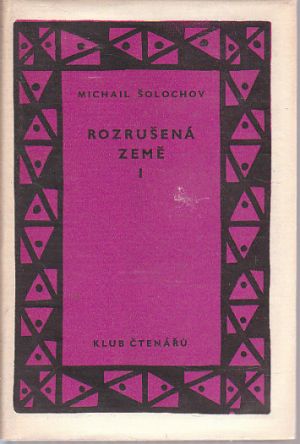 MICHAIL ŠOLOCHOV
ROZRUŠENÁ
ZEMĚ
I
KLUB ČTENÁŘŮ